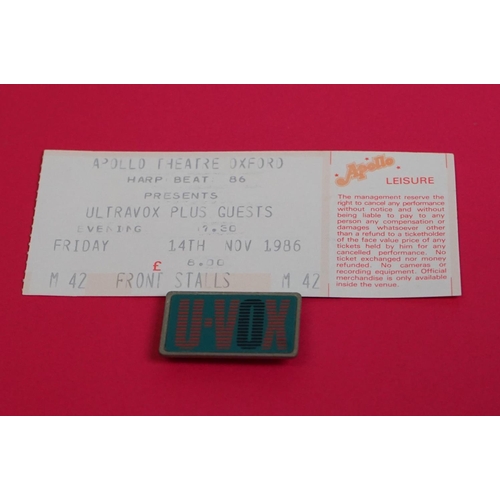 APOLLO THEATRE OXFORD
HARP BEAT 86
PRESENTS
ULTRAVOX PLUS GUESTS
EVENING 7.30
FRIDAY 14TH NOV 1986
£ 6.00
M 42 FRONT STALLS M 42
Apollo
LEISURE
The management reserve the
right to cancel any performance
without notice and without
being liable to pay to any
person any compensation or
damages whatsoever other
than a refund to a ticketholder
of the face value price of any
tickets held by him for any
cancelled performance. No
ticket exchanged nor money
refunded. No cameras or
recording equipment. Official
merchandise is only available
inside the venue.
U·VOX